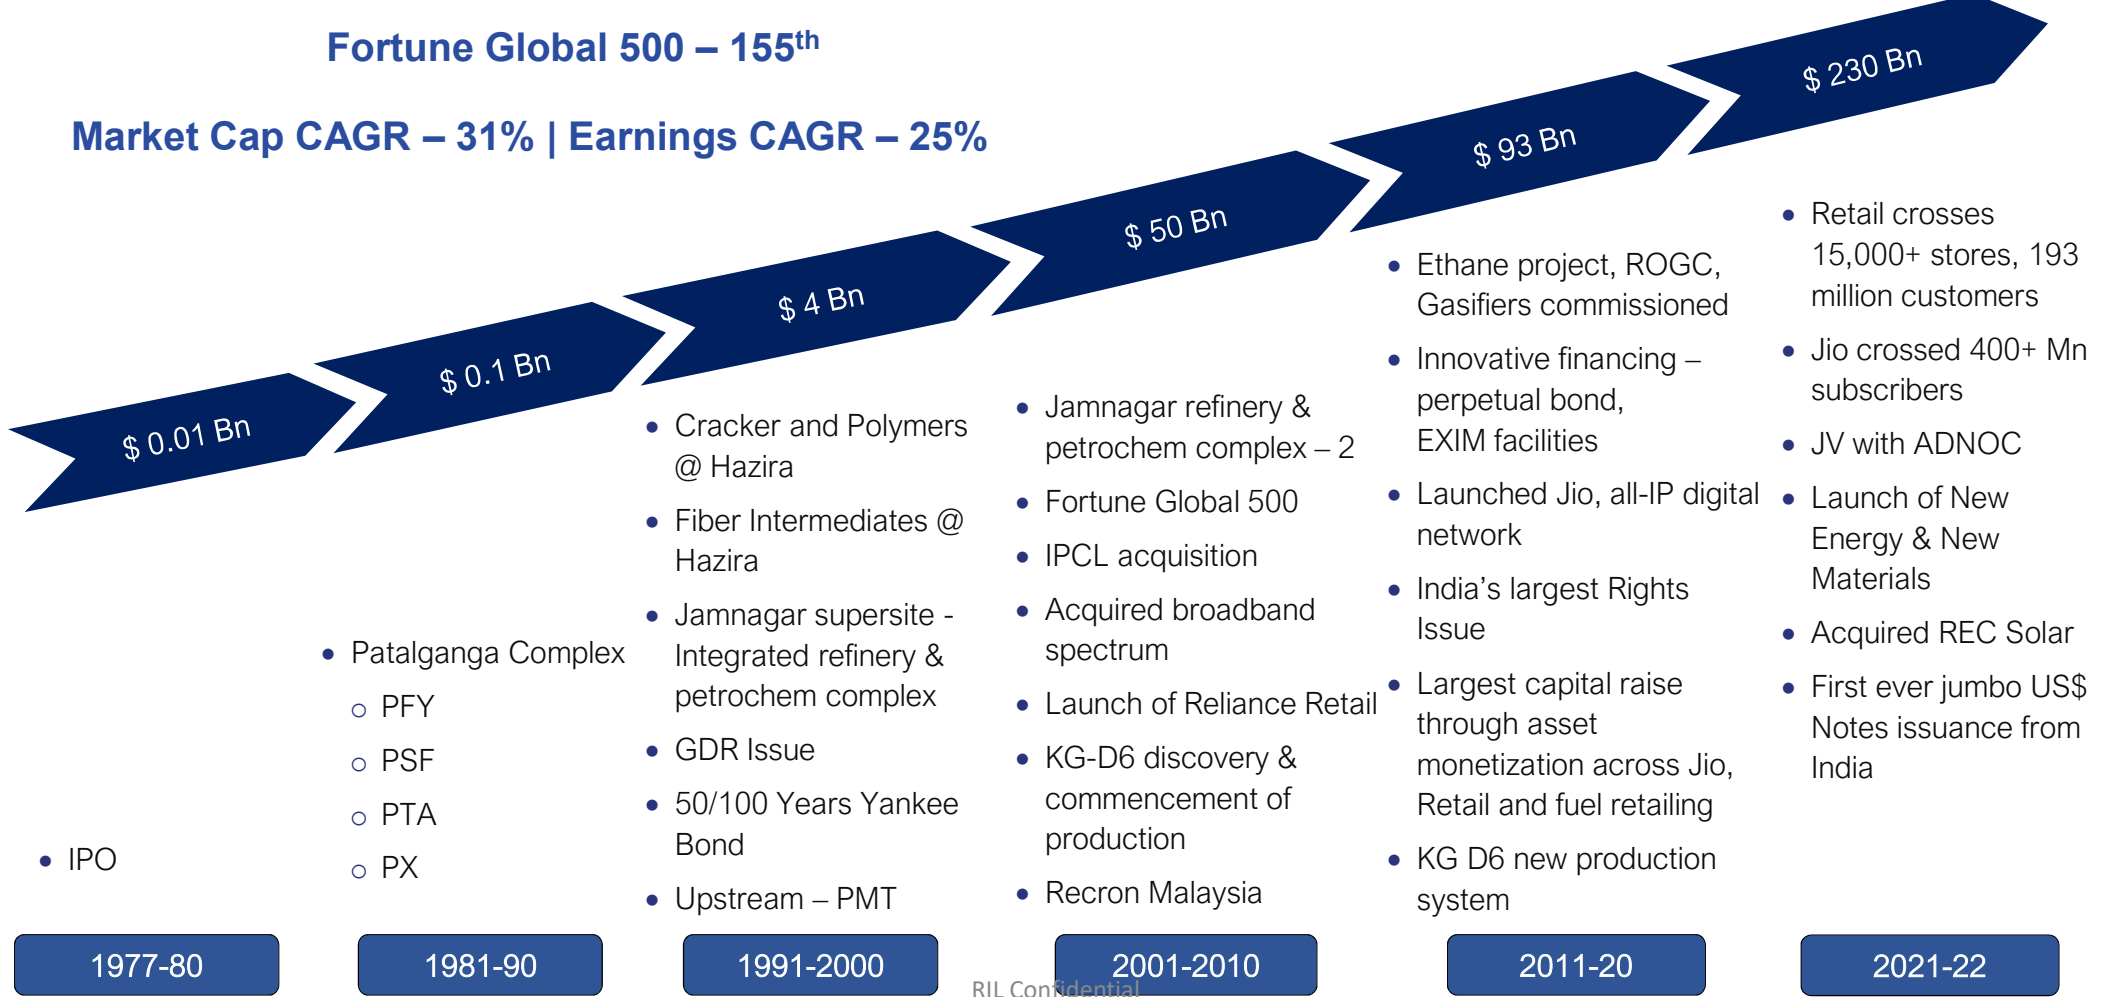 Fortune Global 500 – 155th
Market Cap CAGR – 31% | Earnings CAGR – 25%
$ 0.01 Bn
$ 0.1 Bn
$ 4 Bn
$ 50 Bn
$ 93 Bn
$ 230 Bn
• IPO
1977-80
• Patalganga Complex
o PFY
o PSF
o PTA
o PX
1981-90
• Cracker and Polymers
@ Hazira
• Fiber Intermediates @
Hazira
• Jamnagar supersite -
Integrated refinery &
petrochem complex
• GDR Issue
• 50/100 Years Yankee
Bond
• Upstream – PMT
1991-2000
• Jamnagar refinery &
petrochem complex – 2
• Fortune Global 500
• IPCL acquisition
• Acquired broadband
spectrum
• Launch of Reliance Retail
• KG-D6 discovery &
commencement of
production
• Recron Malaysia
2001-2010
• Ethane project, ROGC,
Gasifiers commissioned
• Innovative financing –
perpetual bond,
EXIM facilities
• Launched Jio, all-IP digital
network
• India’s largest Rights
Issue
• Largest capital raise
through asset
monetization across Jio,
Retail and fuel retailing
• KG D6 new production
system
2011-20
• Retail crosses
15,000+ stores, 193
million customers
• Jio crossed 400+ Mn
subscribers
• JV with ADNOC
• Launch of New
Energy & New
Materials
• Acquired REC Solar
• First ever jumbo US$
Notes issuance from
India
2021-22
RIL Confidential